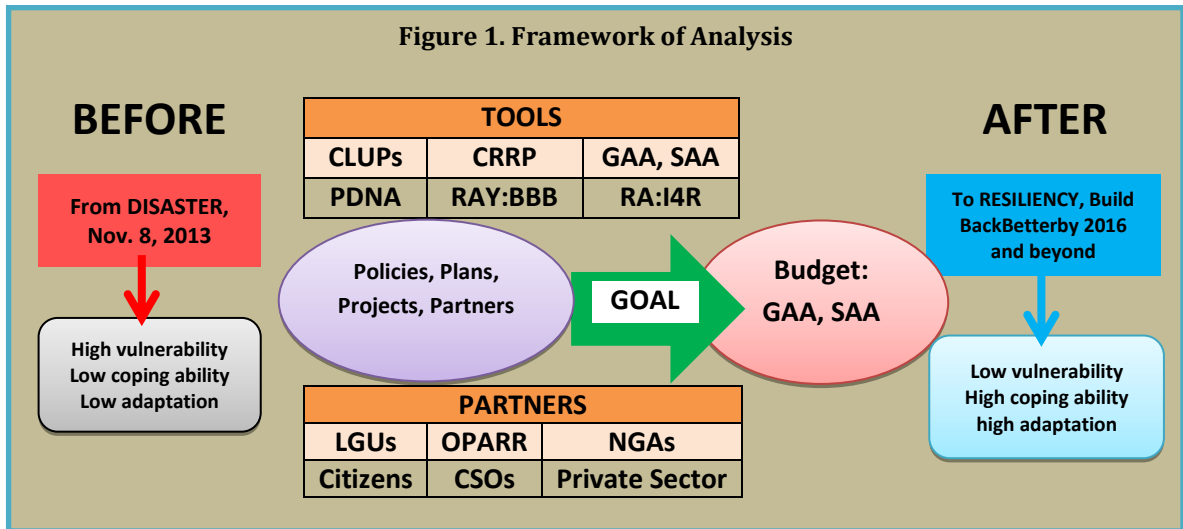 Figure 1. Framework of Analysis
BEFORE
From DISASTER,
Nov. 8, 2013
High vulnerability
Low coping ability
Low adaptation
TOOLS
CLUPs CRRP GAA, SAA
PDNA RAY:BBB RA:I4R
Policies, Plans,
Projects, Partners
GOAL
Budget:
GAA, SAA
PARTNERS
LGUs OPARR NGAs
Citizens CSOs Private Sector
AFTER
To RESILIENCY, Build
BackBetterby 2016
and beyond
Low vulnerability
High coping ability
high adaptation